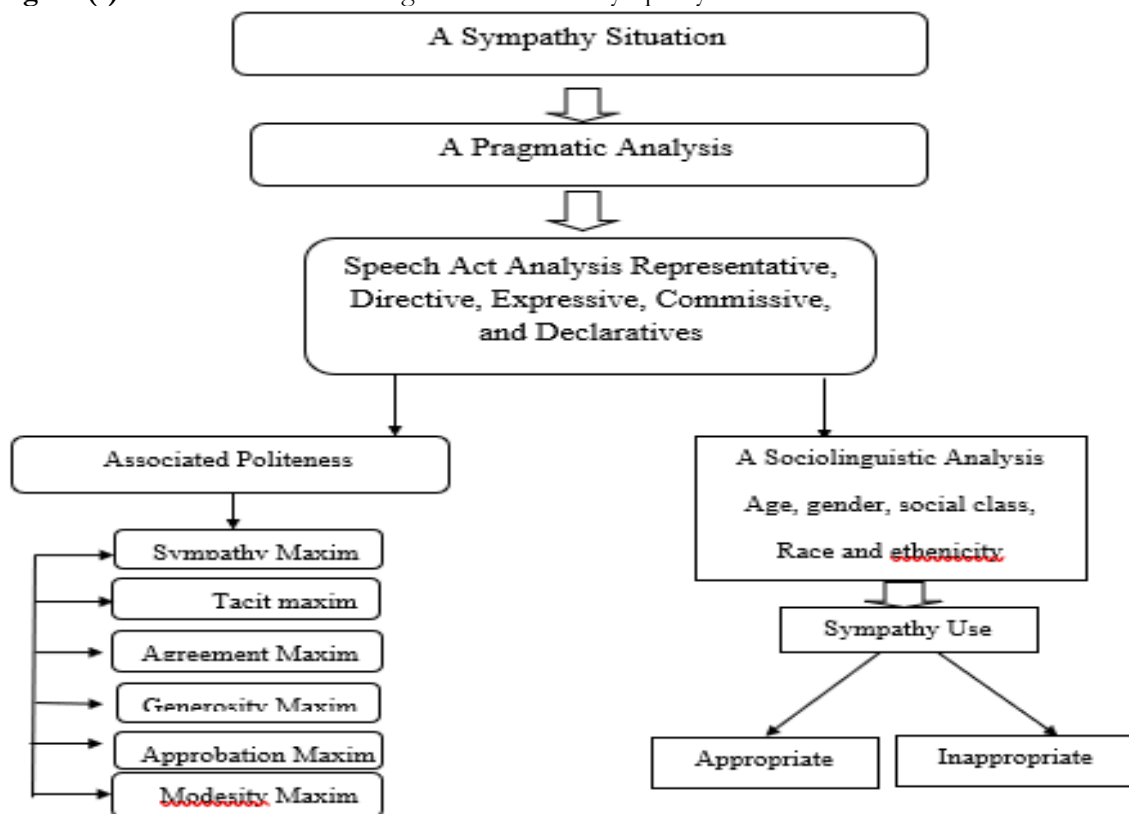 A Sympathy Situation
A Pragmatic Analysis
Speech Act Analysis Representative,
Directive, Expressive, Commissive,
and Declaratives
Associated Politeness
Sympathy Maxim
Tacit maxim
Agreement Maxim
Generosity Maxim
Approbation Maxim
Modesity Maxim
A Sociolinguistic Analysis
Age, gender, social class,
Race and ethenicity
Sympathy Use
Appropriate
Inappropriate